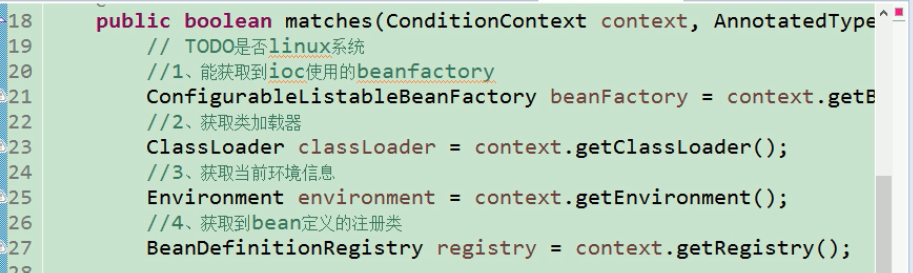 18 public boolean matches(ConditionContext context, AnnotatedType
19 // TODO是否linux系统
20 //1、能获取到ioc使用的beanfactory
21 ConfigurableListableBeanFactory beanFactory = context.getB
22 //2、获取类加载器
23 ClassLoader classLoader = context.getClassLoader();
24 //3、获取当前环境信息
25 Environment environment = context.getEnvironment();
26 //4、获取到bean定义的注册类
27 BeanDefinitionRegistry registry = context.getRegistry();
28